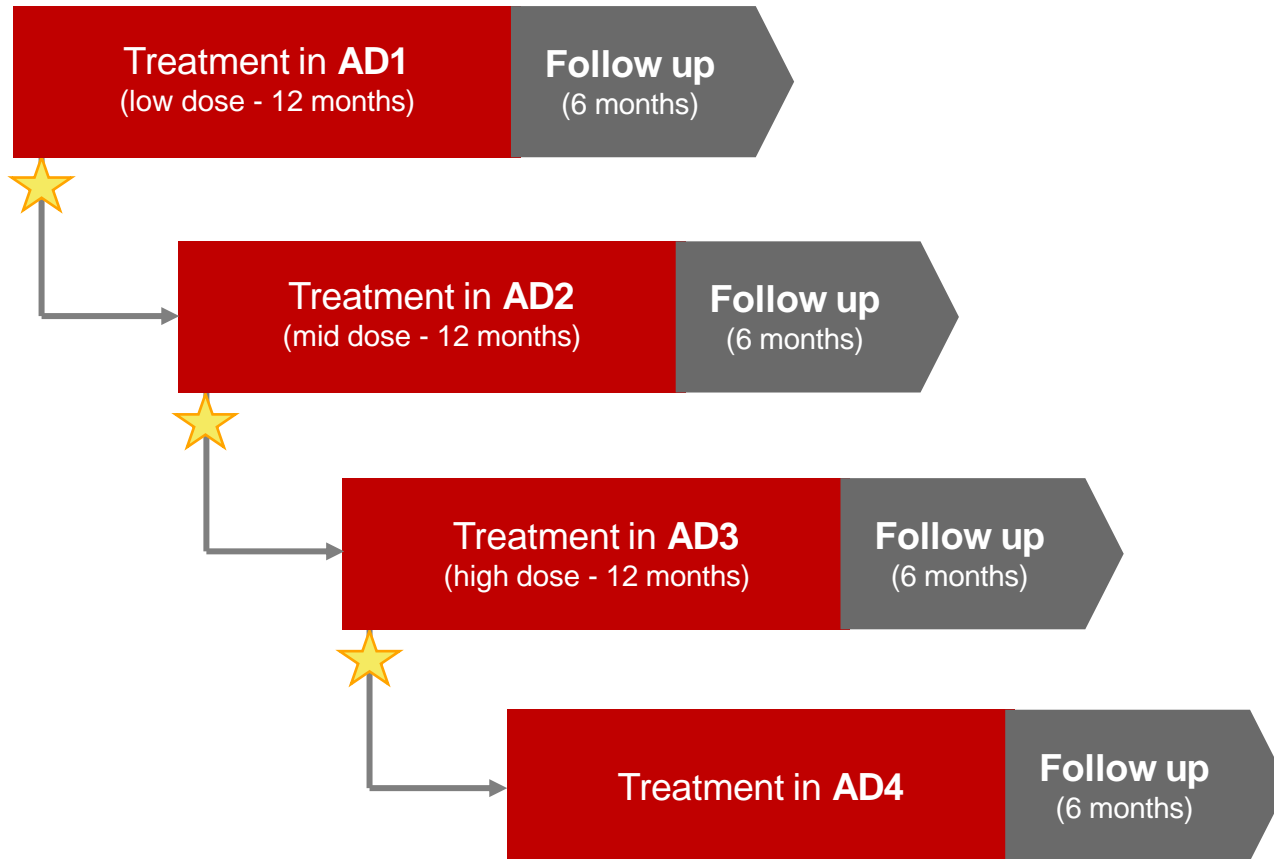 Treatment in AD1
(low dose - 12 months)
Follow up
(6 months)
Treatment in AD2
(mid dose - 12 months)
Follow up
(6 months)
Treatment in AD3
(high dose - 12 months)
Follow up
(6 months)
Treatment in AD4
Follow up
(6 months)